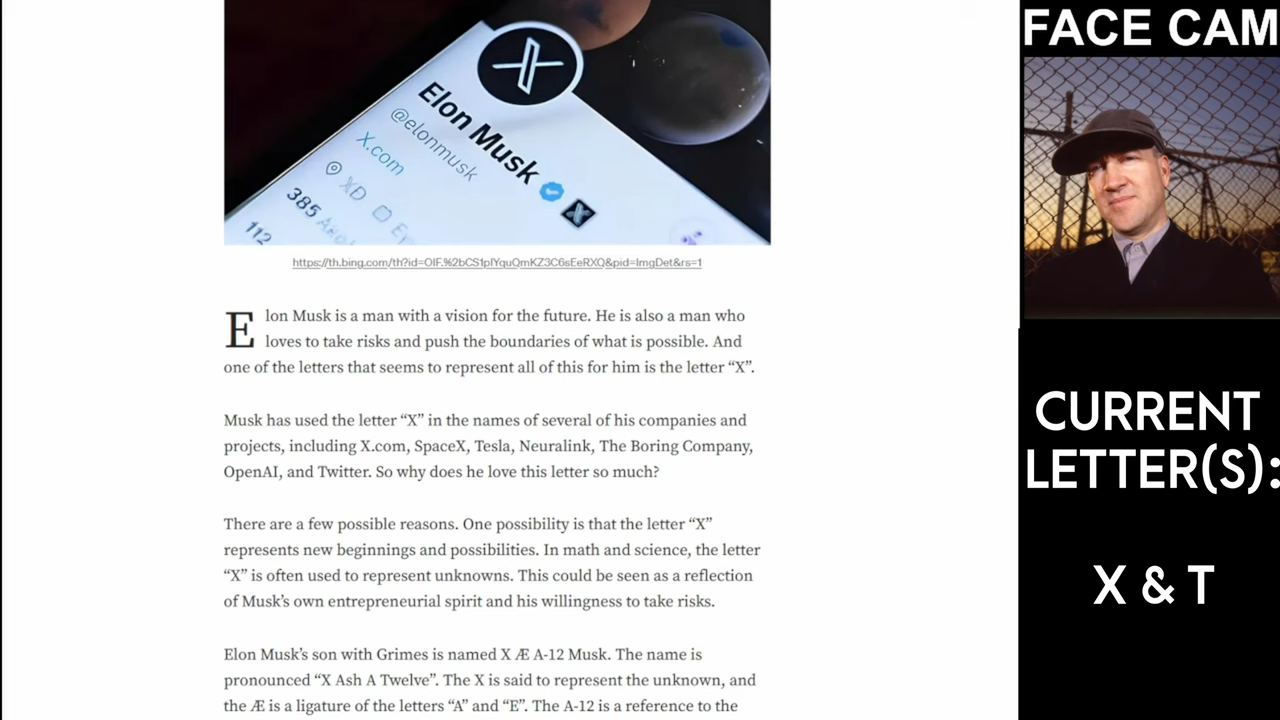 Elon Musk
@elonmusk
X.com
XD
385
112
https://th.bing.com/th?id=OIF.%2bCS1pIYquQmKZ3C6sEeRXQ&pid=ImgDet&rs=1
Elon Musk is a man with a vision for the future. He is also a man who
loves to take risks and push the boundaries of what is possible. And
one of the letters that seems to represent all of this for him is the letter “X”.
Musk has used the letter “X” in the names of several of his companies and
projects, including X.com, SpaceX, Tesla, Neuralink, The Boring Company,
OpenAI, and Twitter. So why does he love this letter so much?
There are a few possible reasons. One possibility is that the letter “X”
represents new beginnings and possibilities. In math and science, the letter
“X” is often used to represent unknowns. This could be seen as a reflection
of Musk’s own entrepreneurial spirit and his willingness to take risks.
Elon Musk’s son with Grimes is named X Æ A-12 Musk. The name is
pronounced “X Ash A Twelve”. The X is said to represent the unknown, and
the Æ is a ligature of the letters “A” and “E”. The A-12 is a reference to the
FACE CAM
CURRENT
LETTER(S):
X & T